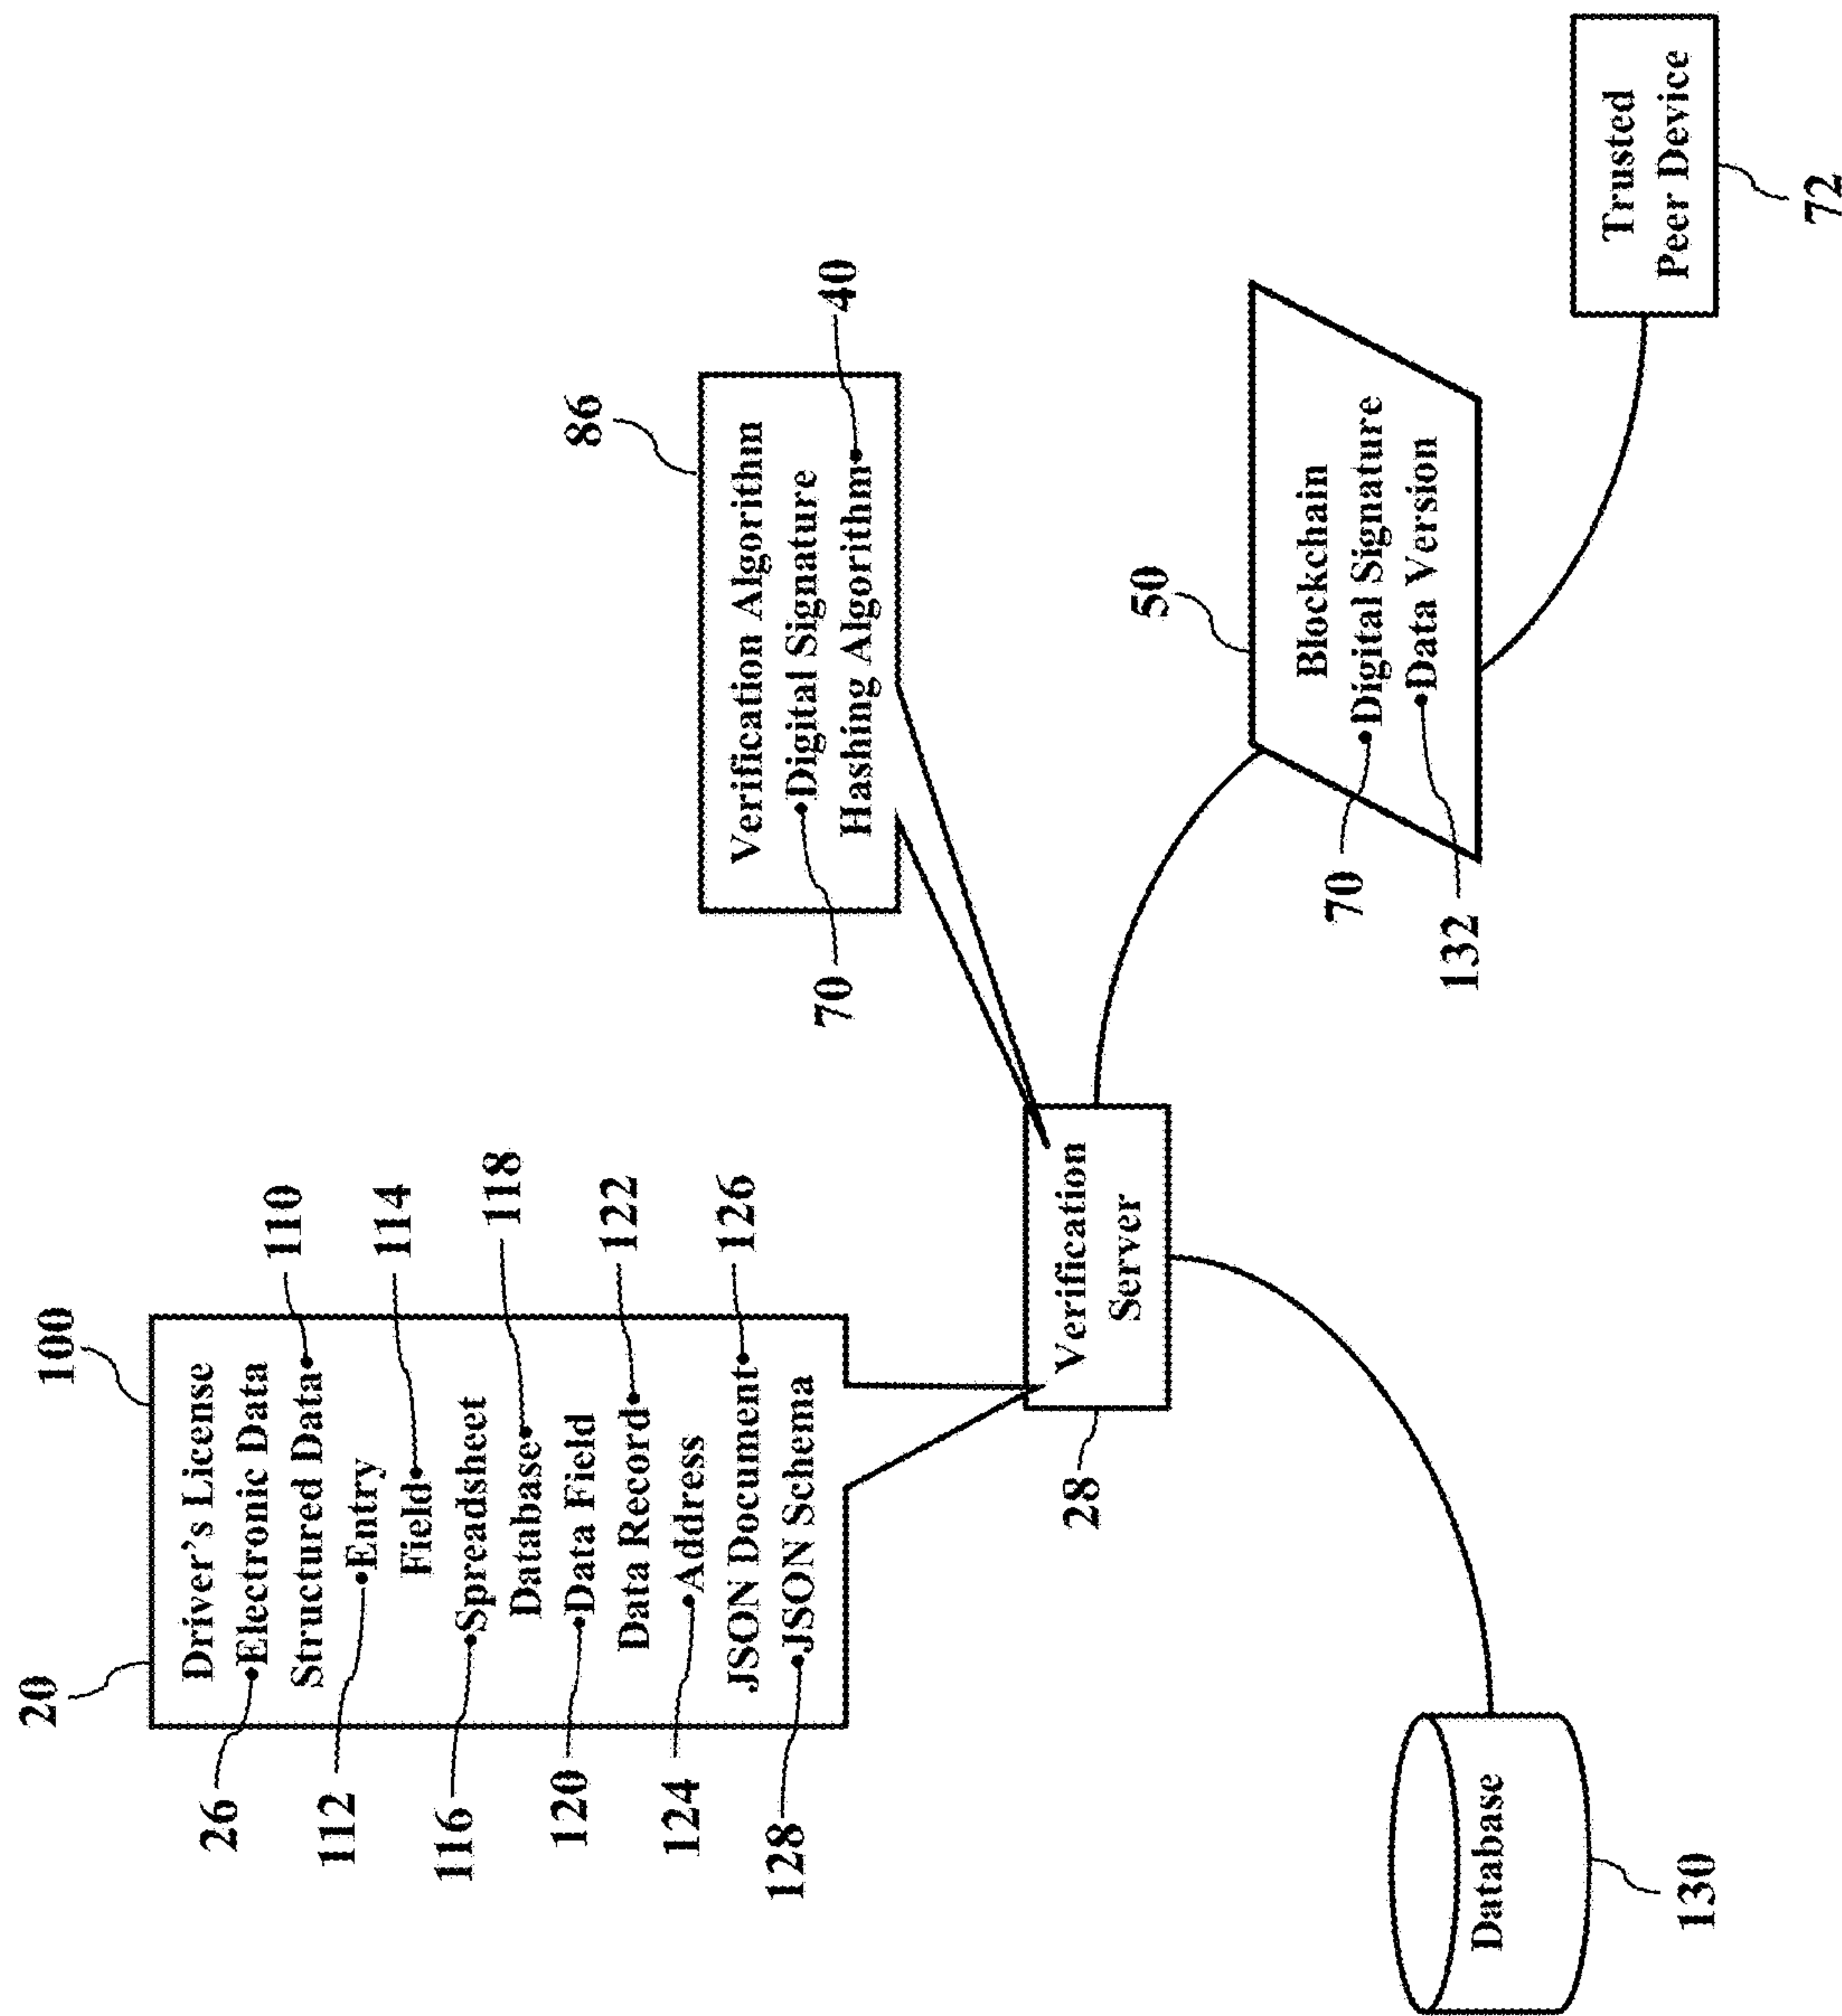 20
100
Driver's License
26
Electronic Data
Structured Data
110
112
Entry
Field
114
116
Spreadsheet
Database
118
120
Data Field
Data Record
122
124
Address
JSON Document
126
128
JSON Schema
86
Verification Algorithm
70
Digital Signature
Hashing Algorithm
40
28
Verification
Server
50
Blockchain
70
Digital Signature
132
Data Version
Trusted
Peer Device
72
Database
130